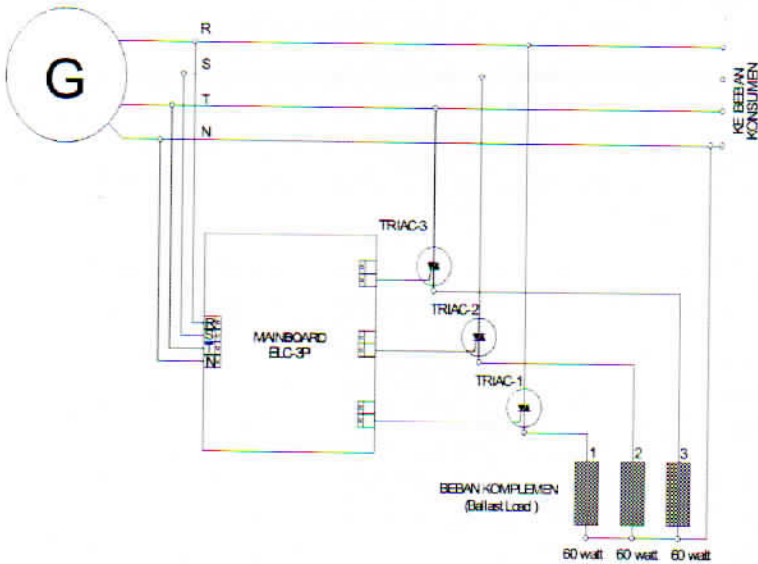 R
G
S
T
N
KE BEBAN
KONSUMEN
TRIAC-3
TRIAC-2
MAINBOARD
BLC-3P
R
S
T
N
TRIAC-1
1 2 3
BEBAN KOMPLEMEN
(Ballast Load )
60 watt 60 watt 60 watt